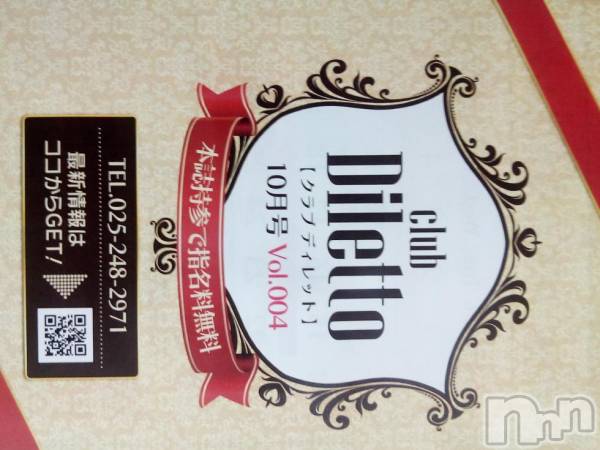 club
Diletto
【クラブ ディレット】
10月号 Vol.004
本誌持参で指名料無料
TEL.025-248-2971
最新情報は
ココからGET!